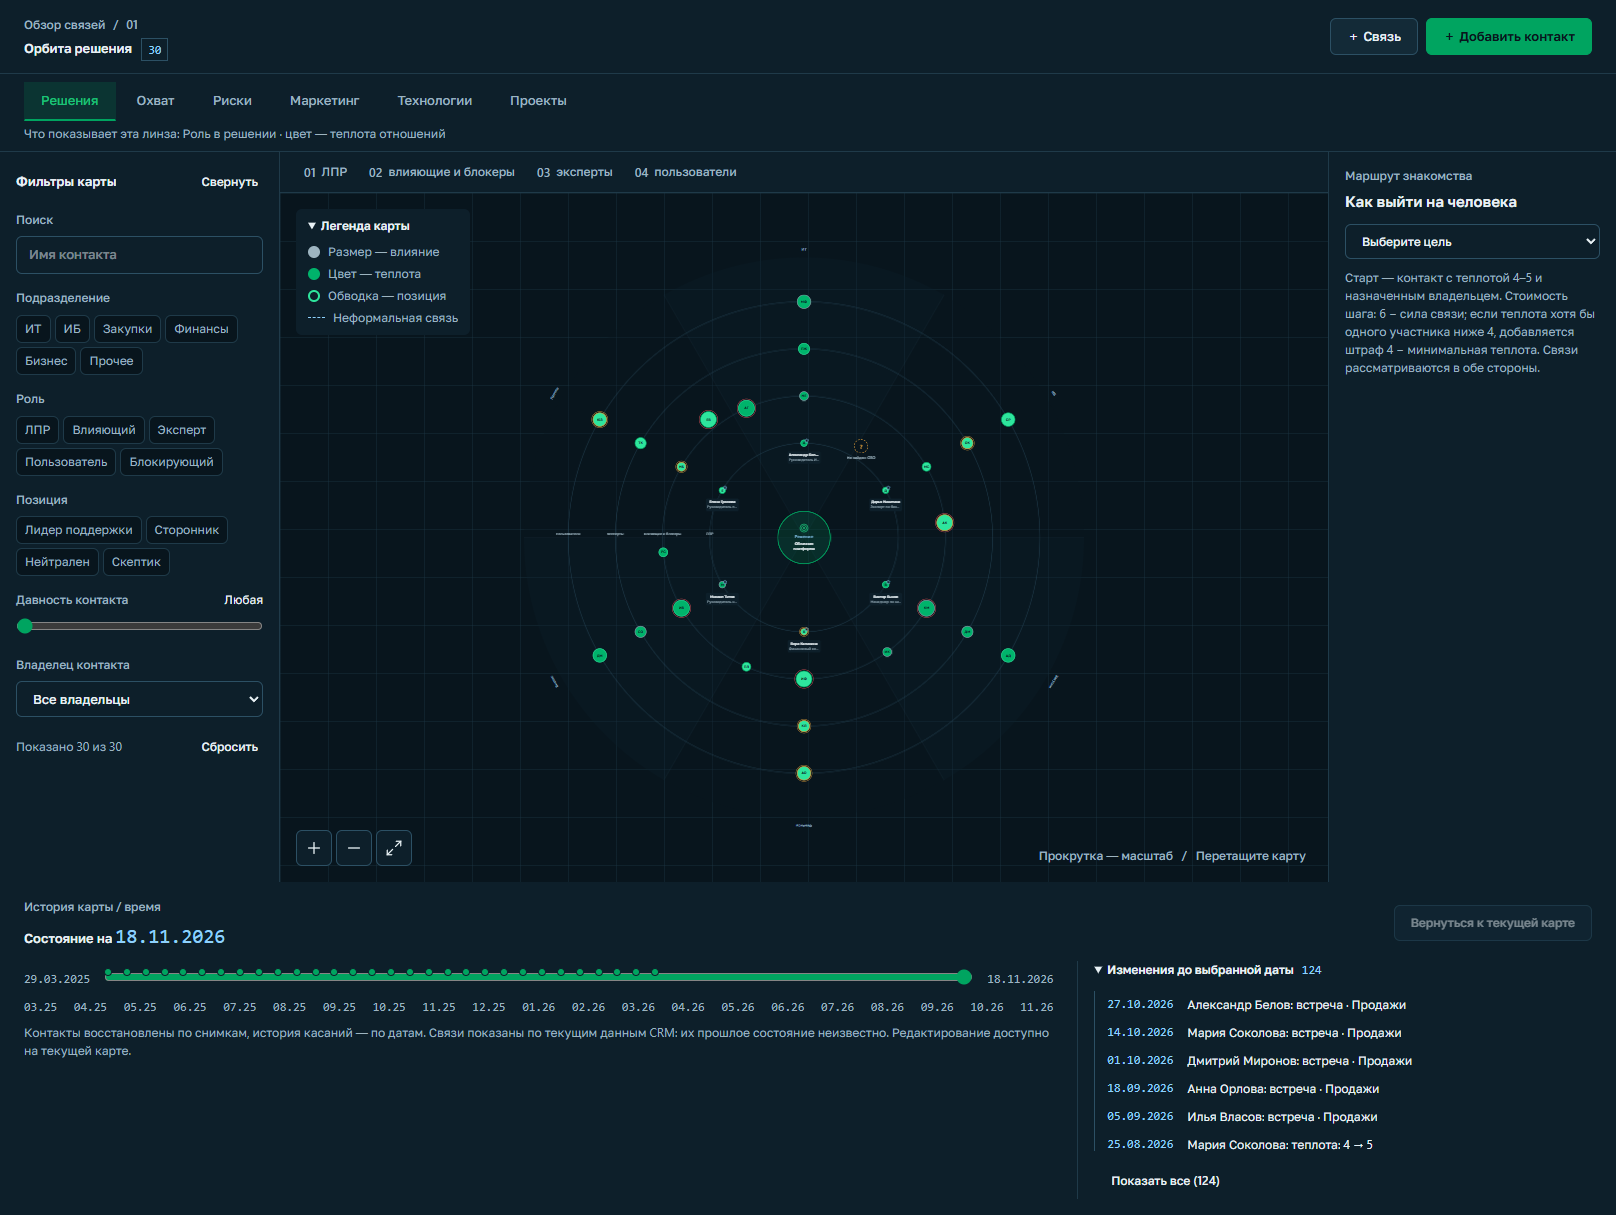 Обзор связей / 01
Орбита решения 30
+ Связь
+ Добавить контакт
Решения
Охват
Риски
Маркетинг
Технологии
Проекты
Что показывает эта линза: Роль в решении · цвет — теплота отношений
Фильтры карты
Свернуть
Поиск
Имя контакта
Подразделение
ИТ
ИБ
Закупки
Финансы
Бизнес
Прочее
Роль
ЛПР
Влияющий
Эксперт
Пользователь
Блокирующий
Позиция
Лидер поддержки
Сторонник
Нейтрален
Скептик
Давность контакта
Любая
Владелец контакта
Все владельцы
Показано 30 из 30
Сбросить
01 ЛПР
02 влияющие и блокеры
03 эксперты
04 пользователи
▼ Легенда карты
Размер — влияние
Цвет — теплота
Обводка — позиция
Неформальная связь
Решение
Прокрутка — масштаб / Перетащите карту
Маршрут знакомства
Как выйти на человека
Выберите цель
Старт — контакт с теплотой 4–5 и
назначенным владельцем. Стоимость
шага: 6 − сила связи; если теплота хотя бы
одного участника ниже 4, добавляется
штраф 4 − минимальная теплота. Связи
рассматриваются в обе стороны.
История карты / время
Состояние на 18.11.2026
Вернуться к текущей карте
29.03.2025
18.11.2026
03.25 04.25 05.25 06.25 07.25 08.25 09.25 10.25 11.25 12.25 01.26 02.26 03.26 04.26 05.26 06.26 07.26 08.26 09.26 10.26 11.26
Контакты восстановлены по снимкам, история касаний — по датам. Связи показаны по текущим данным CRM: их прошлое состояние неизвестно. Редактирование доступно
на текущей карте.
▼ Изменения до выбранной даты 124
27.10.2026 Александр Белов: встреча · Продажи
14.10.2026 Мария Соколова: встреча · Продажи
01.10.2026 Дмитрий Миронов: встреча · Продажи
18.09.2026 Анна Орлова: встреча · Продажи
05.09.2026 Илья Власов: встреча · Продажи
25.08.2026 Мария Соколова: теплота: 4 → 5
Показать все (124)